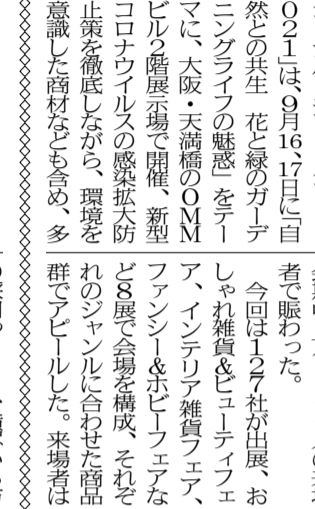 ０２１」は、９月１６、１７日に「自
然との共生　花と緑のガーデ
ニングライフの魅惑」をテー
マに、大阪・天満橋のＯＭＭ
ビル２階展示場で開催、新型
コロナウイルスの感染拡大防
止策を徹底しながら、環境を
意識した商材なども含め、多
者で賑わった。
　今回は１２７社が出展、お
しゃれ雑貨＆ビューティフェ
ア、インテリア雑貨フェア、
ファンシー＆ホビーフェアな
ど８展で会場を構成、それぞ
れのジャンルに合わせた商品
群でアピールした。来場者は